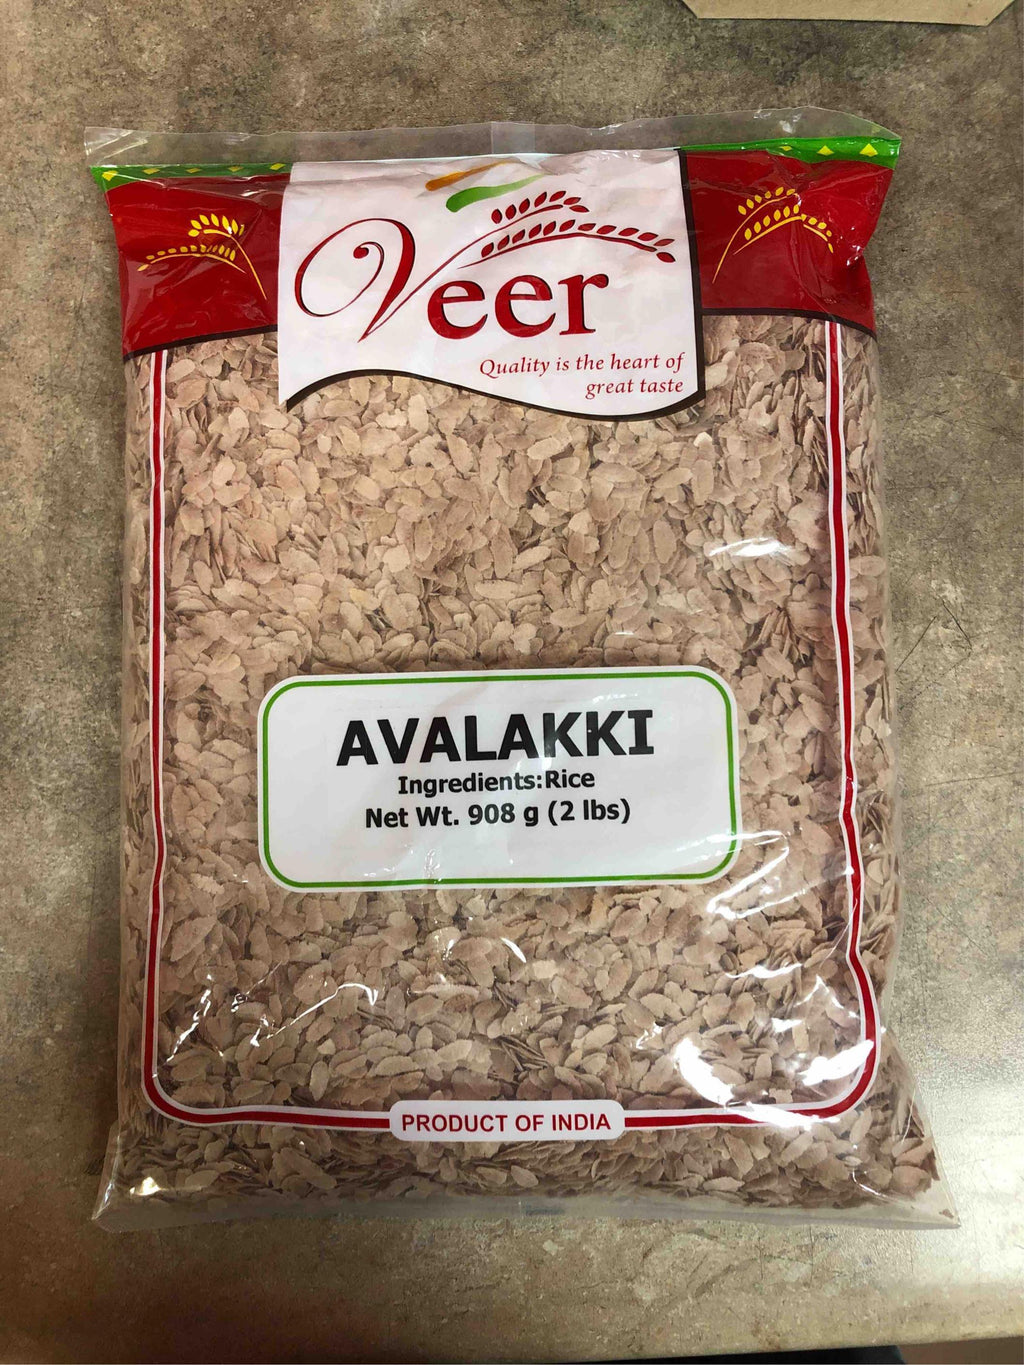 Veer
Quality is the heart of
great taste
AVALAKKI
Ingredients:Rice
Net Wt. 908 g (2 lbs)
PRODUCT OF INDIA